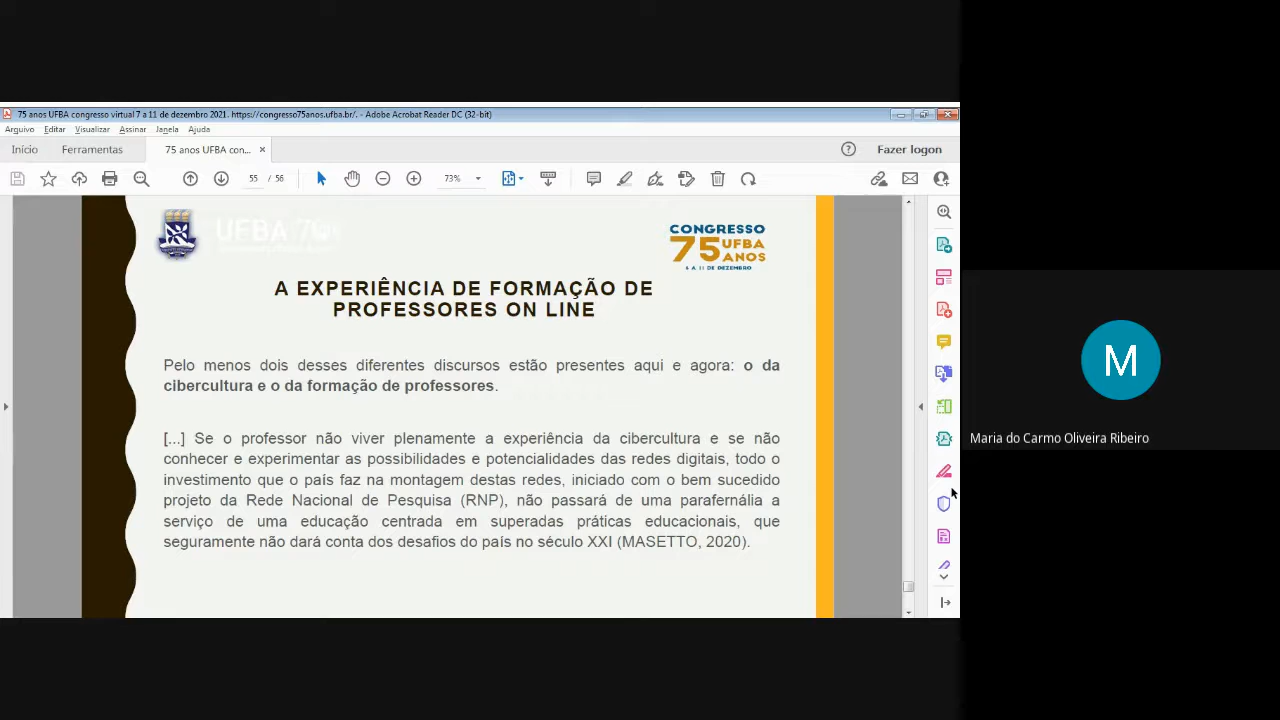 75 anos UFBA congresso virtual 7 a 11 de dezembro 2021. https://congresso75anos.ufba.br/. - Adobe Acrobat Reader DC (32-bit)
Arquivo Editar Visualizar Assinar Janela Ajuda
Início Ferramentas 75 anos UFBA con... × Fazer logon
55 / 56 73%
UFBA
CONGRESSO
75 UFBA
ANOS
6 A 11 DE DEZEMBRO
A EXPERIÊNCIA DE FORMAÇÃO DE
PROFESSORES ON LINE
Pelo menos dois desses diferentes discursos estão presentes aqui e agora: o da
cibercultura e o da formação de professores.
[...] Se o professor não viver plenamente a experiência da cibercultura e se não
conhecer e experimentar as possibilidades e potencialidades das redes digitais, todo o
investimento que o país faz na montagem destas redes, iniciado com o bem sucedido
projeto da Rede Nacional de Pesquisa (RNP), não passará de uma parafernália a
serviço de uma educação centrada em superadas práticas educacionais, que
seguramente não dará conta dos desafios do país no século XXI (MASETTO, 2020).
M
Maria do Carmo Oliveira Ribeiro